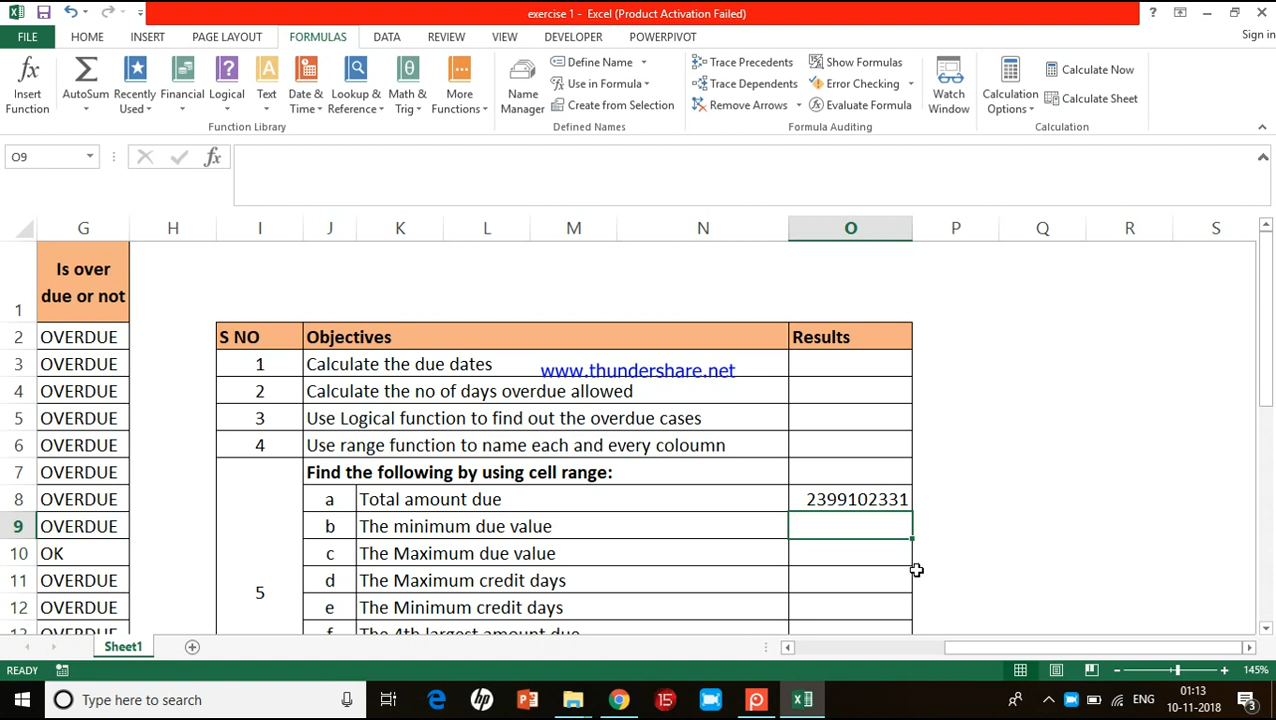 exercise 1 - Excel (Product Activation Failed)
FILE HOME INSERT PAGE LAYOUT FORMULAS DATA REVIEW VIEW DEVELOPER POWERPIVOT Sign in
Insert Function
AutoSum
Recently Used
Financial
Logical
Text
Date & Time
Lookup & Reference
Math & Trig
More Functions
Function Library
Name Manager
Define Name
Use in Formula
Create from Selection
Defined Names
Trace Precedents
Trace Dependents
Remove Arrows
Show Formulas
Error Checking
Evaluate Formula
Formula Auditing
Watch Window
Calculation Options
Calculate Now
Calculate Sheet
Calculation
O9
fx
G H I J K L M N O P Q R S
1 Is over
due or not
2 OVERDUE S NO Objectives Results
3 OVERDUE 1 Calculate the due dates
www.thundershare.net
4 OVERDUE 2 Calculate the no of days overdue allowed
5 OVERDUE 3 Use Logical function to find out the overdue cases
6 OVERDUE 4 Use range function to name each and every coloumn
7 OVERDUE Find the following by using cell range:
8 OVERDUE a Total amount due 2399102331
9 OVERDUE b The minimum due value
10 OK c The Maximum due value
11 OVERDUE d The Maximum credit days
5
12 OVERDUE e The Minimum credit days
13 OVERDUE f The 4th largest amount due
Sheet1
READY 145%
Type here to search
15
ENG
01:13
10-11-2018
3